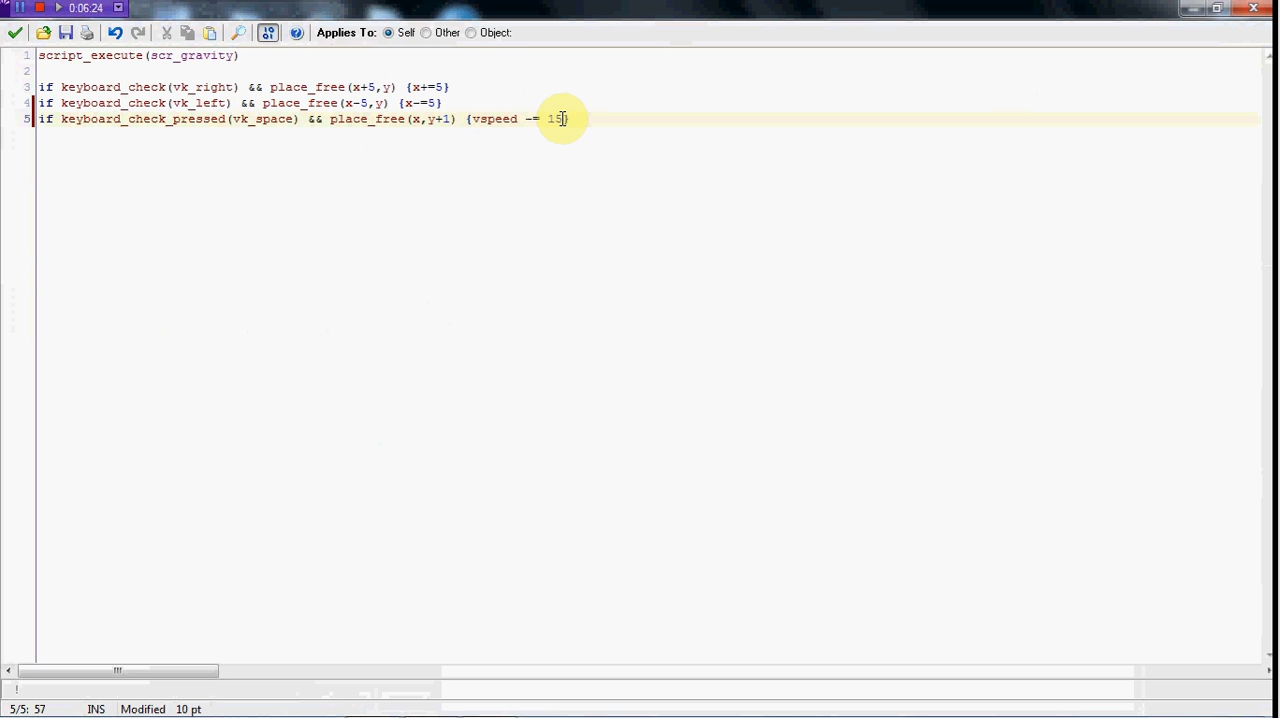 0:06:24
Applies To: Self Other Object:
1 script_execute(scr_gravity)
2
3 if keyboard_check(vk_right) && place_free(x+5,y) {x+=5}
4 if keyboard_check(vk_left) && place_free(x-5,y) {x-=5}
5 if keyboard_check_pressed(vk_space) && place_free(x,y+1) {vspeed -= 15}
!
5/5: 57 INS Modified 10 pt